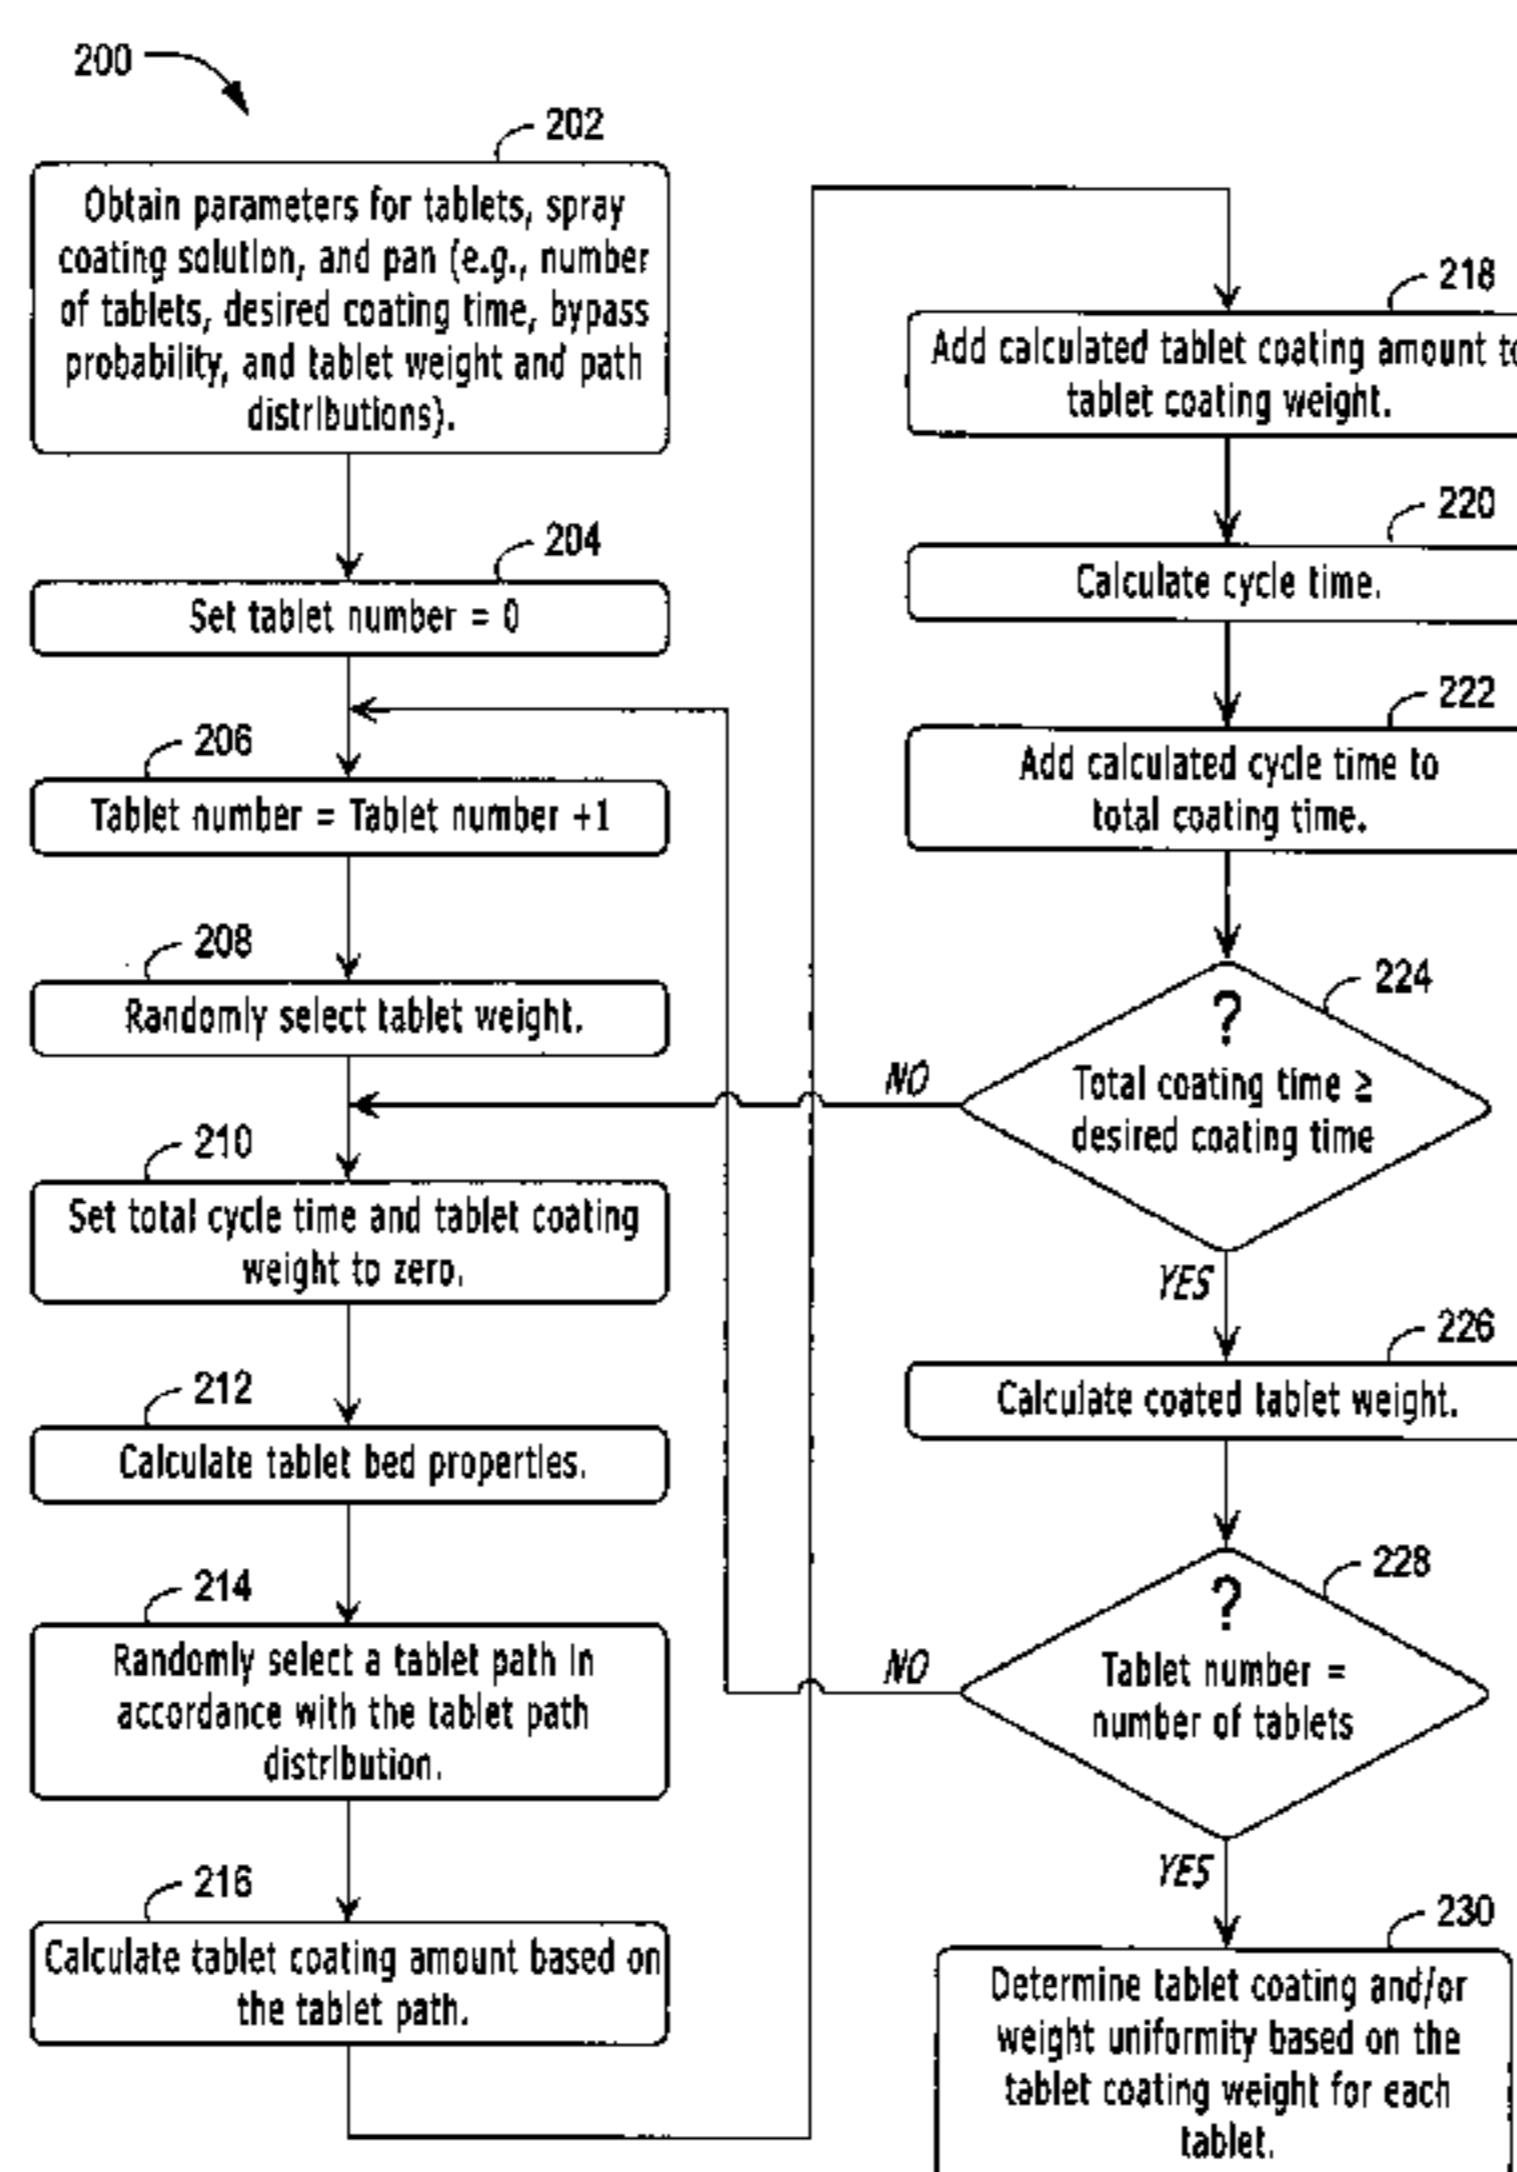 200
202
Obtain parameters for tablets, spray
coating solution, and pan (e.g., number
of tablets, desired coating time, bypass
probability, and tablet weight and path
distributions).
204
Set tablet number = 0
206
Tablet number = Tablet number +1
208
Randomly select tablet weight.
210
Set total cycle time and tablet coating
weight to zero.
212
Calculate tablet bed properties.
214
Randomly select a tablet path in
accordance with the tablet path
distribution.
216
Calculate tablet coating amount based on
the tablet path.
218
Add calculated tablet coating amount to
tablet coating weight.
220
Calculate cycle time.
222
Add calculated cycle time to
total coating time.
224
?
Total coating time ≥
desired coating time
NO
YES
226
Calculate coated tablet weight.
228
?
Tablet number =
number of tablets
NO
YES
230
Determine tablet coating and/or
weight uniformity based on the
tablet coating weight for each
tablet.